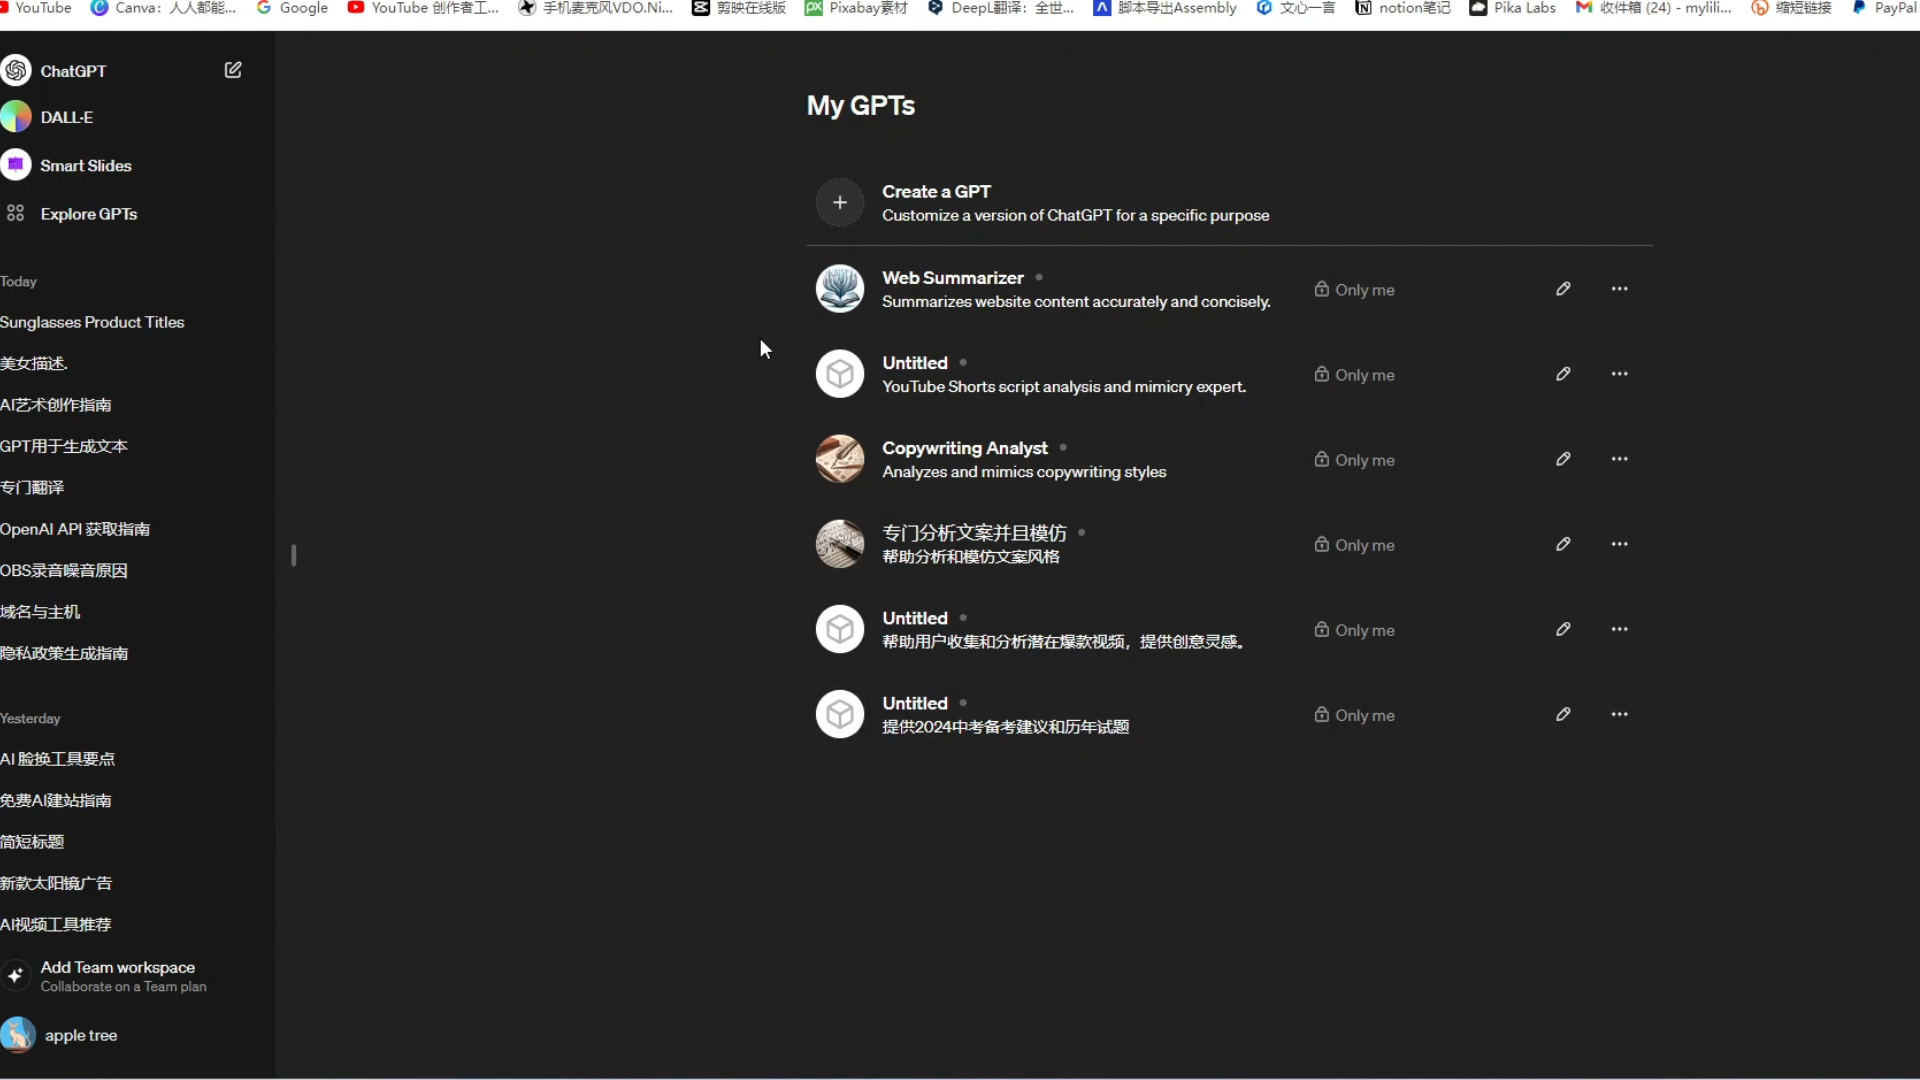 YouTube
Canva：人人都能...
Google
YouTube 创作者工...
手机麦克风VDO.Ni...
剪映在线版
Pixabay素材
DeepL翻译：全世...
脚本导出Assembly
文心一言
notion笔记
Pika Labs
收件箱 (24) - mylili...
缩短链接
PayPal
ChatGPT
DALL·E
Smart Slides
Explore GPTs
Today
Sunglasses Product Titles
美女描述.
AI艺术创作指南
GPT用于生成文本
专门翻译
OpenAI API 获取指南
OBS录音噪音原因
域名与主机
隐私政策生成指南
Yesterday
AI 脸换工具要点
免费AI建站指南
简短标题
新款太阳镜广告
AI视频工具推荐
Add Team workspace
Collaborate on a Team plan
apple tree
My GPTs
Create a GPT
Customize a version of ChatGPT for a specific purpose
Web Summarizer
Summarizes website content accurately and concisely.
Only me
Untitled
YouTube Shorts script analysis and mimicry expert.
Only me
Copywriting Analyst
Analyzes and mimics copywriting styles
Only me
专门分析文案并且模仿
帮助分析和模仿文案风格
Only me
Untitled
帮助用户收集和分析潜在爆款视频，提供创意灵感。
Only me
Untitled
提供2024中考备考建议和历年试题
Only me